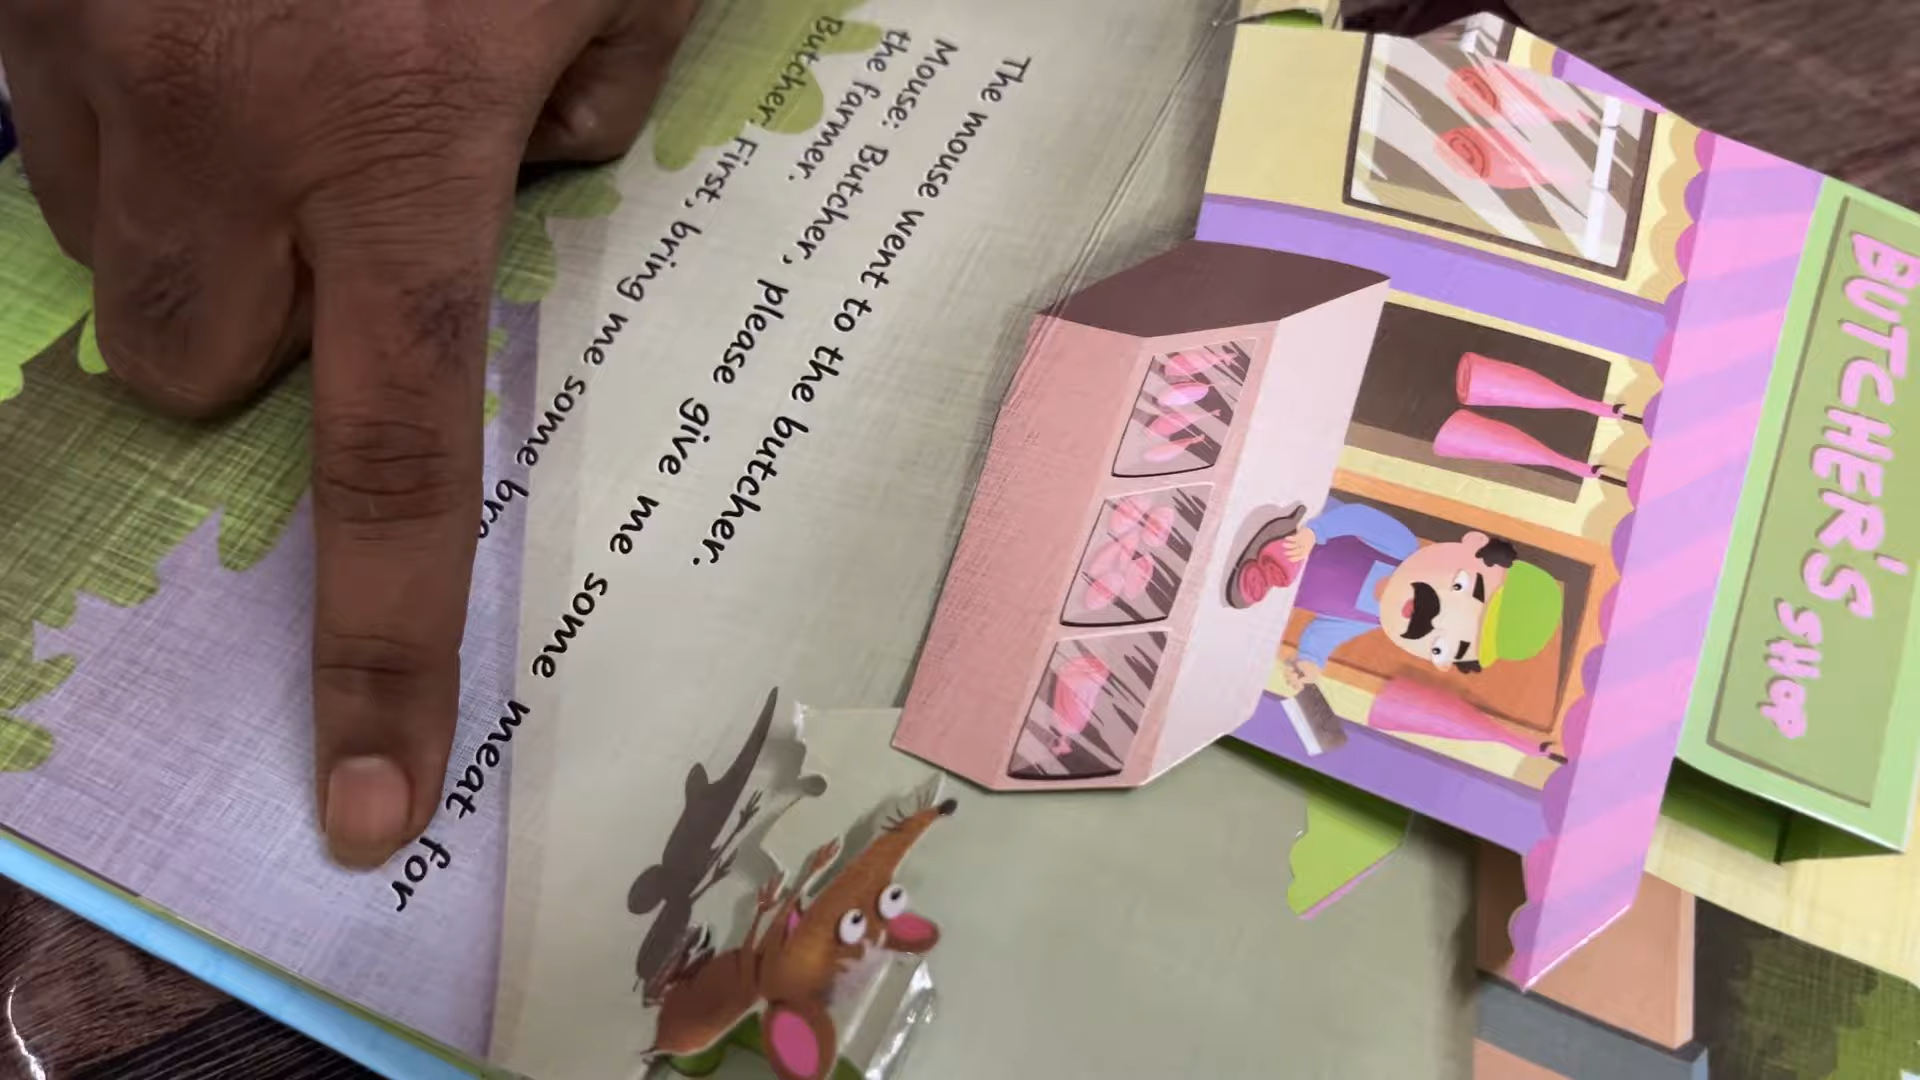 BUTCHER'S SHOP
The mouse went to the butcher.
Mouse: Butcher, please give me some meat for
the farmer.
Butcher: First, bring me some